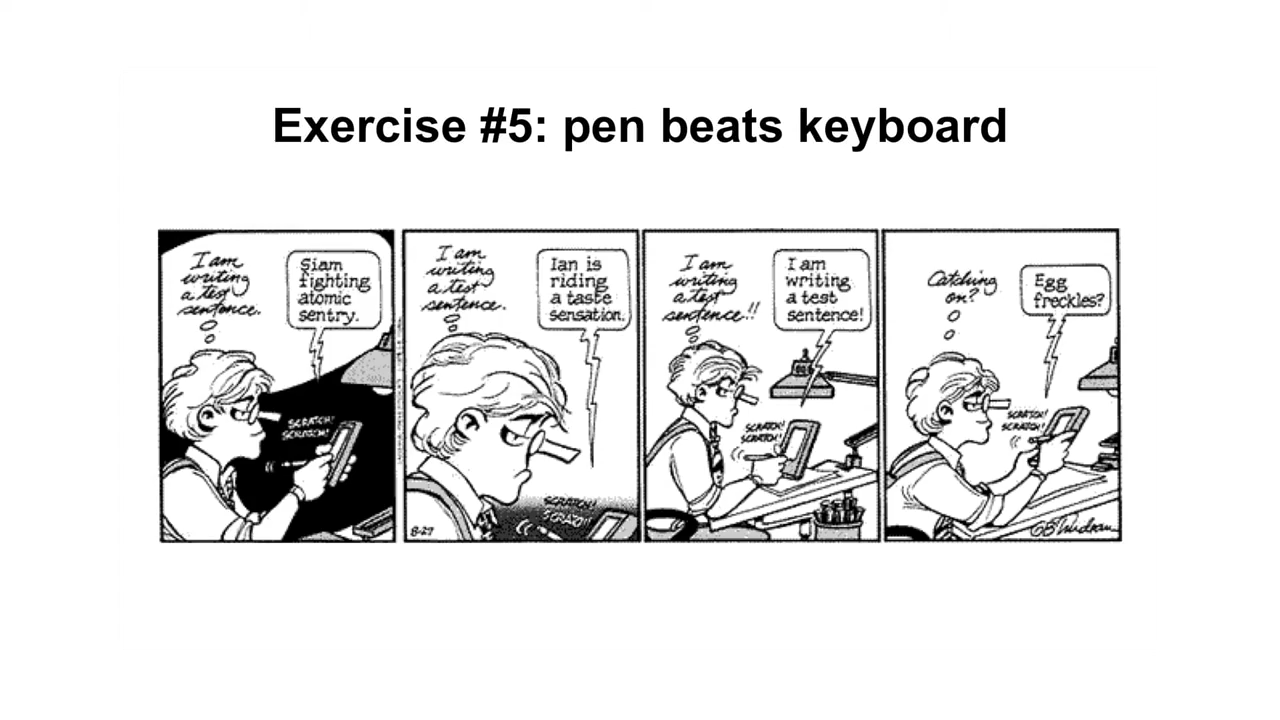 Exercise #5: pen beats keyboard
I am
writing
a test
sentence.
Siam
fighting
atomic
sentry.
SCRATCH!
SCRATCH!
I am
writing
a test
sentence.
Ian is
riding
a taste
sensation.
SCRATCH!
SCRATCH!
8-27
I am
writing
a test
sentence!!
I am
writing
a test
sentence!
SCRATCH!
SCRATCH!
Catching
on?
Egg
freckles?
SCRATCH!
SCRATCH!
GBTrudeau